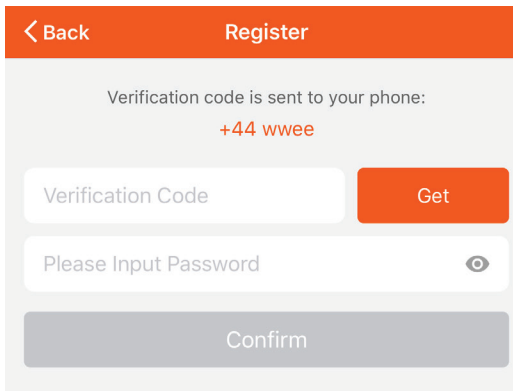 Back
Register
Verification code is sent to your phone:
+44 wwee
Verification Code
Get
Please Input Password
Confirm